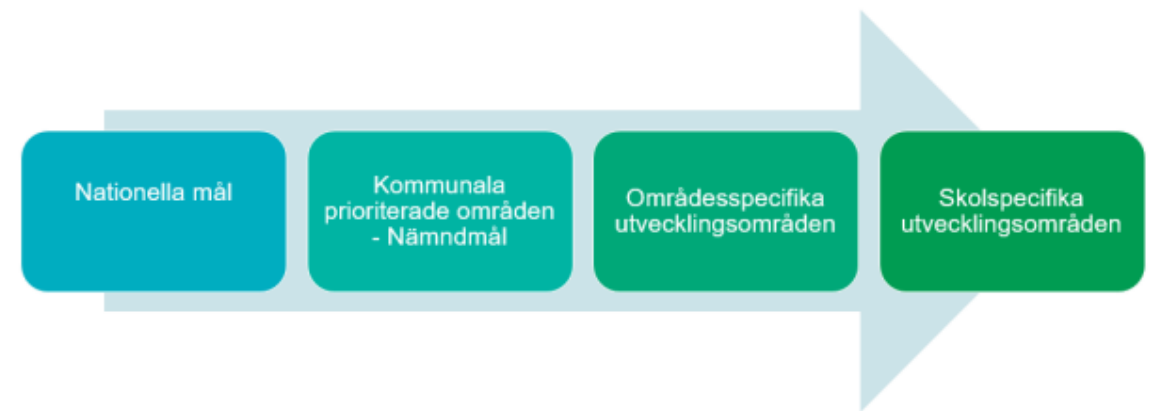 Nationella mål
Kommunala
prioriterade områden
- Nämndmål
Områdesspecifika
utvecklingsområden
Skolspecifika
utvecklingsområden